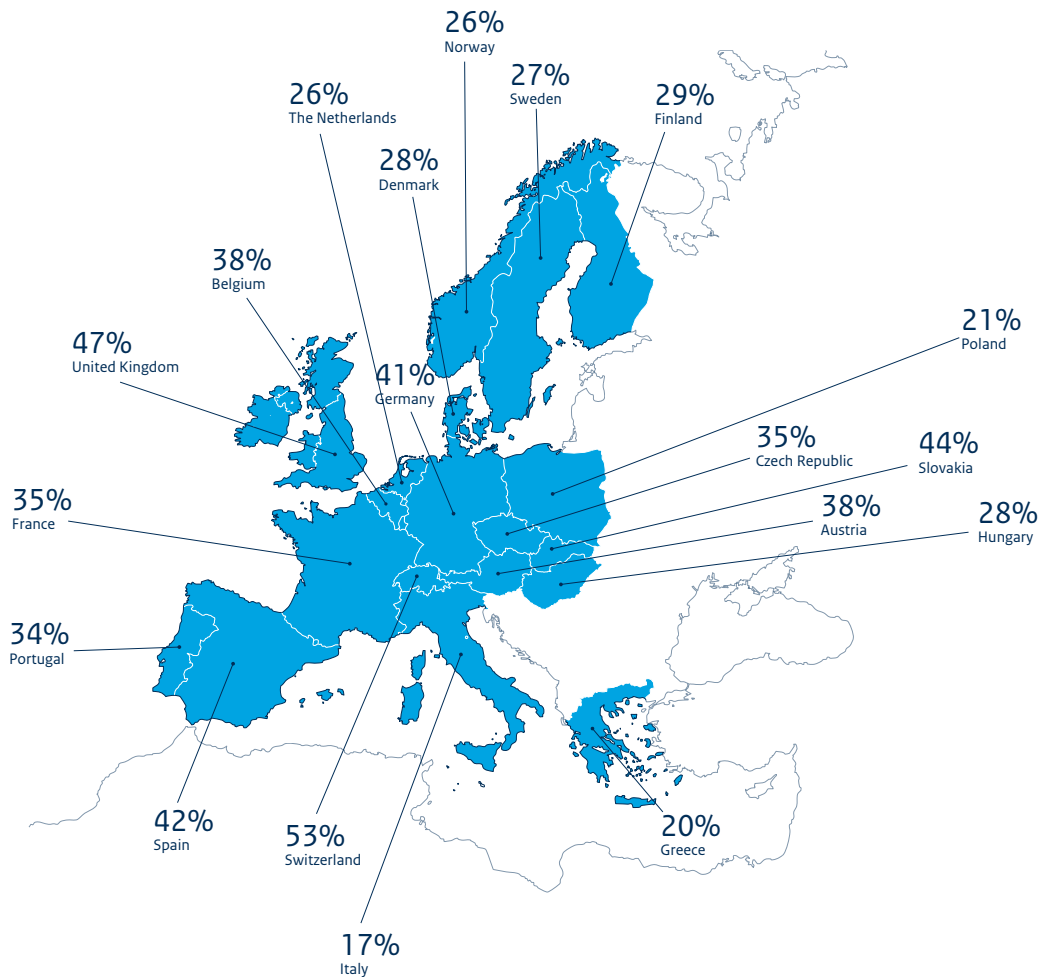 26%
Norway
27%
Sweden
26%
The Netherlands
29%
Finland
28%
Denmark
38%
Belgium
21%
Poland
47%
United Kingdom
41%
Germany
35%
Czech Republic
44%
Slovakia
35%
France
38%
Austria
28%
Hungary
34%
Portugal
42%
Spain
53%
Switzerland
20%
Greece
17%
Italy